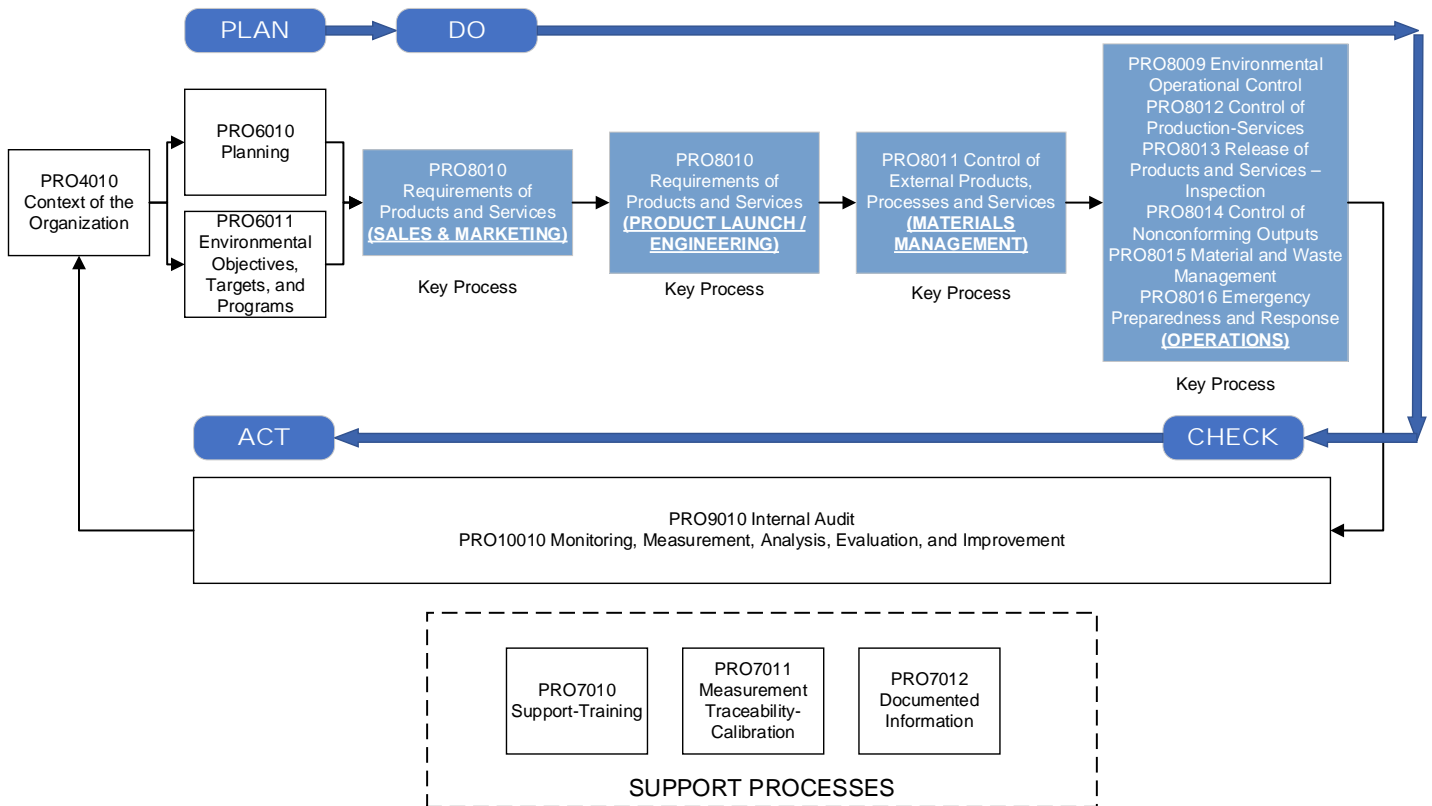 PLAN
DO
PRO4010
Context of the
Organization
PRO6010
Planning
PRO6011
Environmental
Objectives,
Targets, and
Programs
PRO8010
Requirements of
Products and Services
(SALES & MARKETING)
Key Process
PRO8010
Requirements of
Products and Services
(PRODUCT LAUNCH /
ENGINEERING)
Key Process
PRO8011 Control of
External Products,
Processes and Services
(MATERIALS
MANAGEMENT)
Key Process
PRO8009 Environmental
Operational Control
PRO8012 Control of
Production-Services
PRO8013 Release of
Products and Services –
Inspection
PRO8014 Control of
Nonconforming Outputs
PRO8015 Material and Waste
Management
PRO8016 Emergency
Preparedness and Response
(OPERATIONS)
Key Process
ACT
CHECK
PRO9010 Internal Audit
PRO10010 Monitoring, Measurement, Analysis, Evaluation, and Improvement
PRO7010
Support-Training
PRO7011
Measurement
Traceability-
Calibration
PRO7012
Documented
Information
SUPPORT PROCESSES